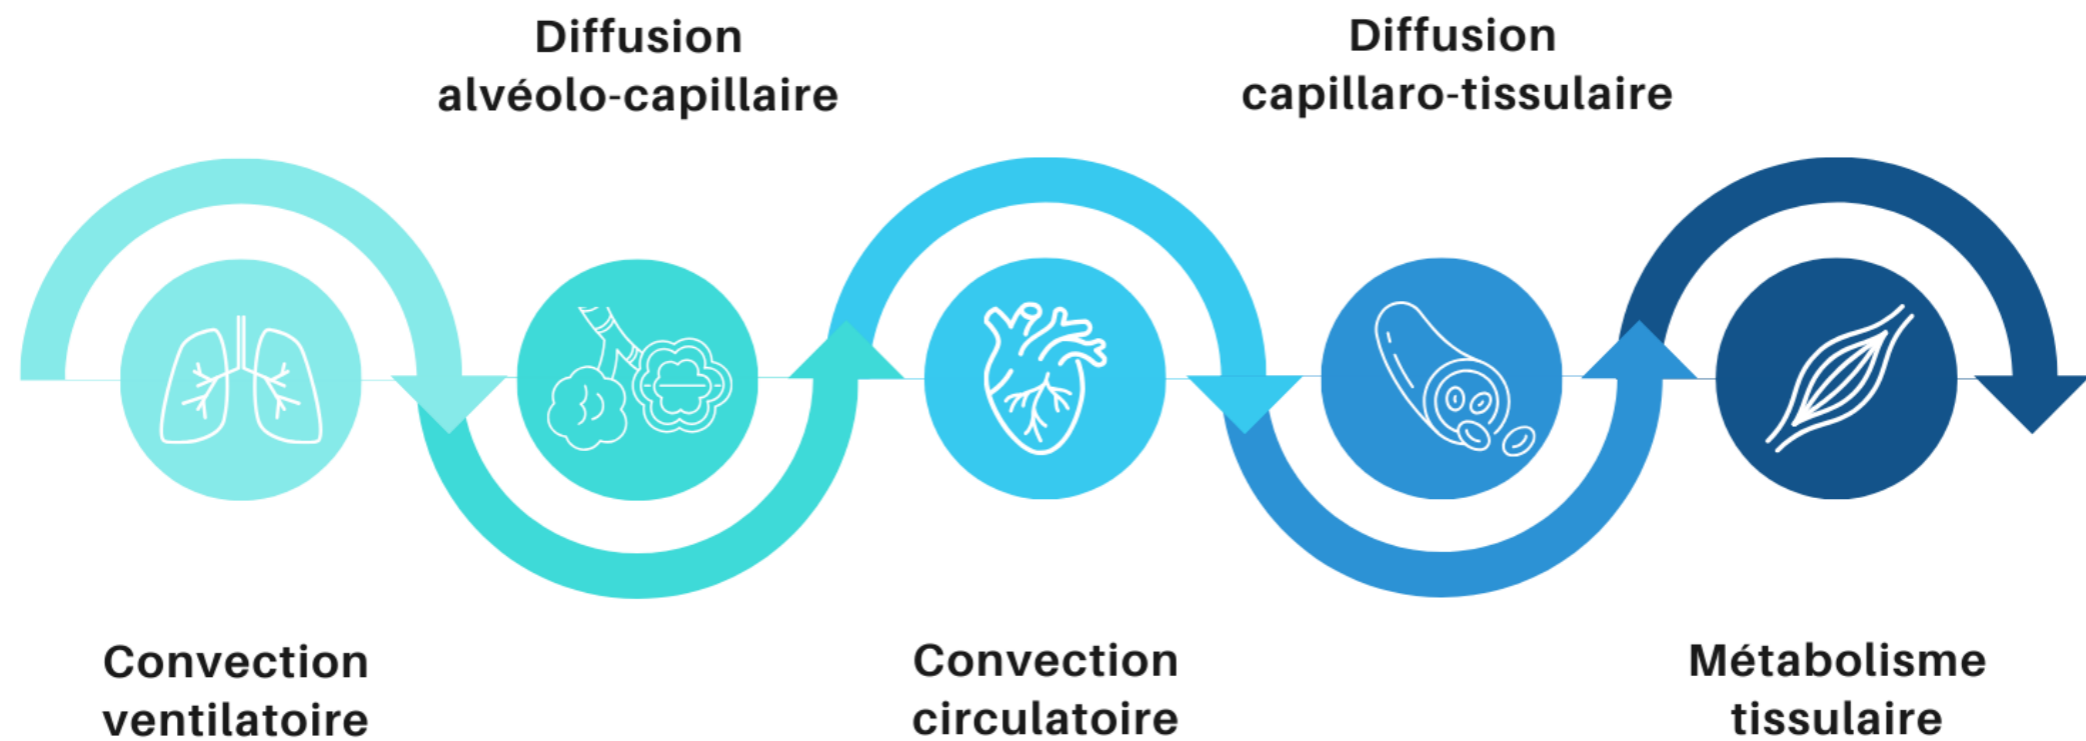 Diffusion
alvéolo-capillaire
Diffusion
capillaro-tissulaire
Convection
ventilatoire
Convection
circulatoire
Métabolisme
tissulaire